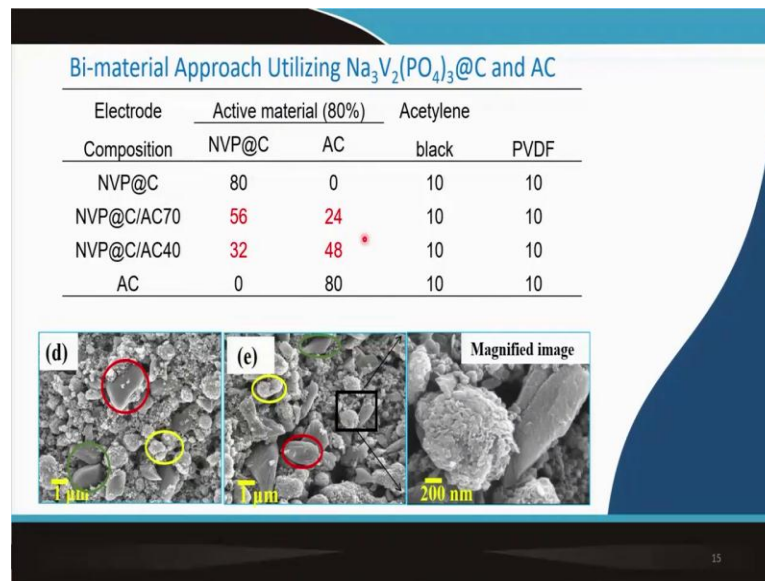 Bi-material Approach Utilizing Na₃V₂(PO₄)₃@C and AC
Electrode Active material (80%) Acetylene
Composition NVP@C AC black PVDF
NVP@C 80 0 10 10
NVP@C/AC70 56 24 10 10
NVP@C/AC40 32 48 10 10
AC 0 80 10 10
(d) (e) Magnified image
1 μm 1 μm 200 nm
15